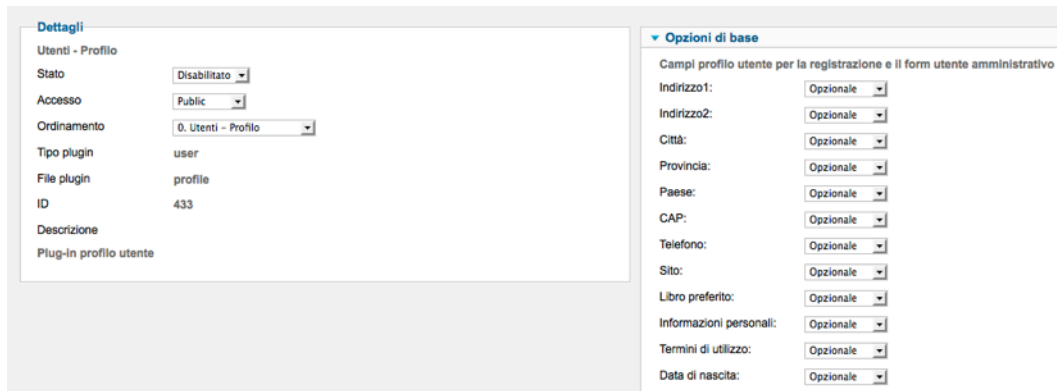 Dettagli
Utenti - Profilo
Stato Disabilitato
Accesso Public
Ordinamento 0. Utenti – Profilo
Tipo plugin user
File plugin profile
ID 433
Descrizione
Plug-in profilo utente
Opzioni di base
Campi profilo utente per la registrazione e il form utente amministrativo
Indirizzo1: Opzionale
Indirizzo2: Opzionale
Città: Opzionale
Provincia: Opzionale
Paese: Opzionale
CAP: Opzionale
Telefono: Opzionale
Sito: Opzionale
Libro preferito: Opzionale
Informazioni personali: Opzionale
Termini di utilizzo: Opzionale
Data di nascita: Opzionale